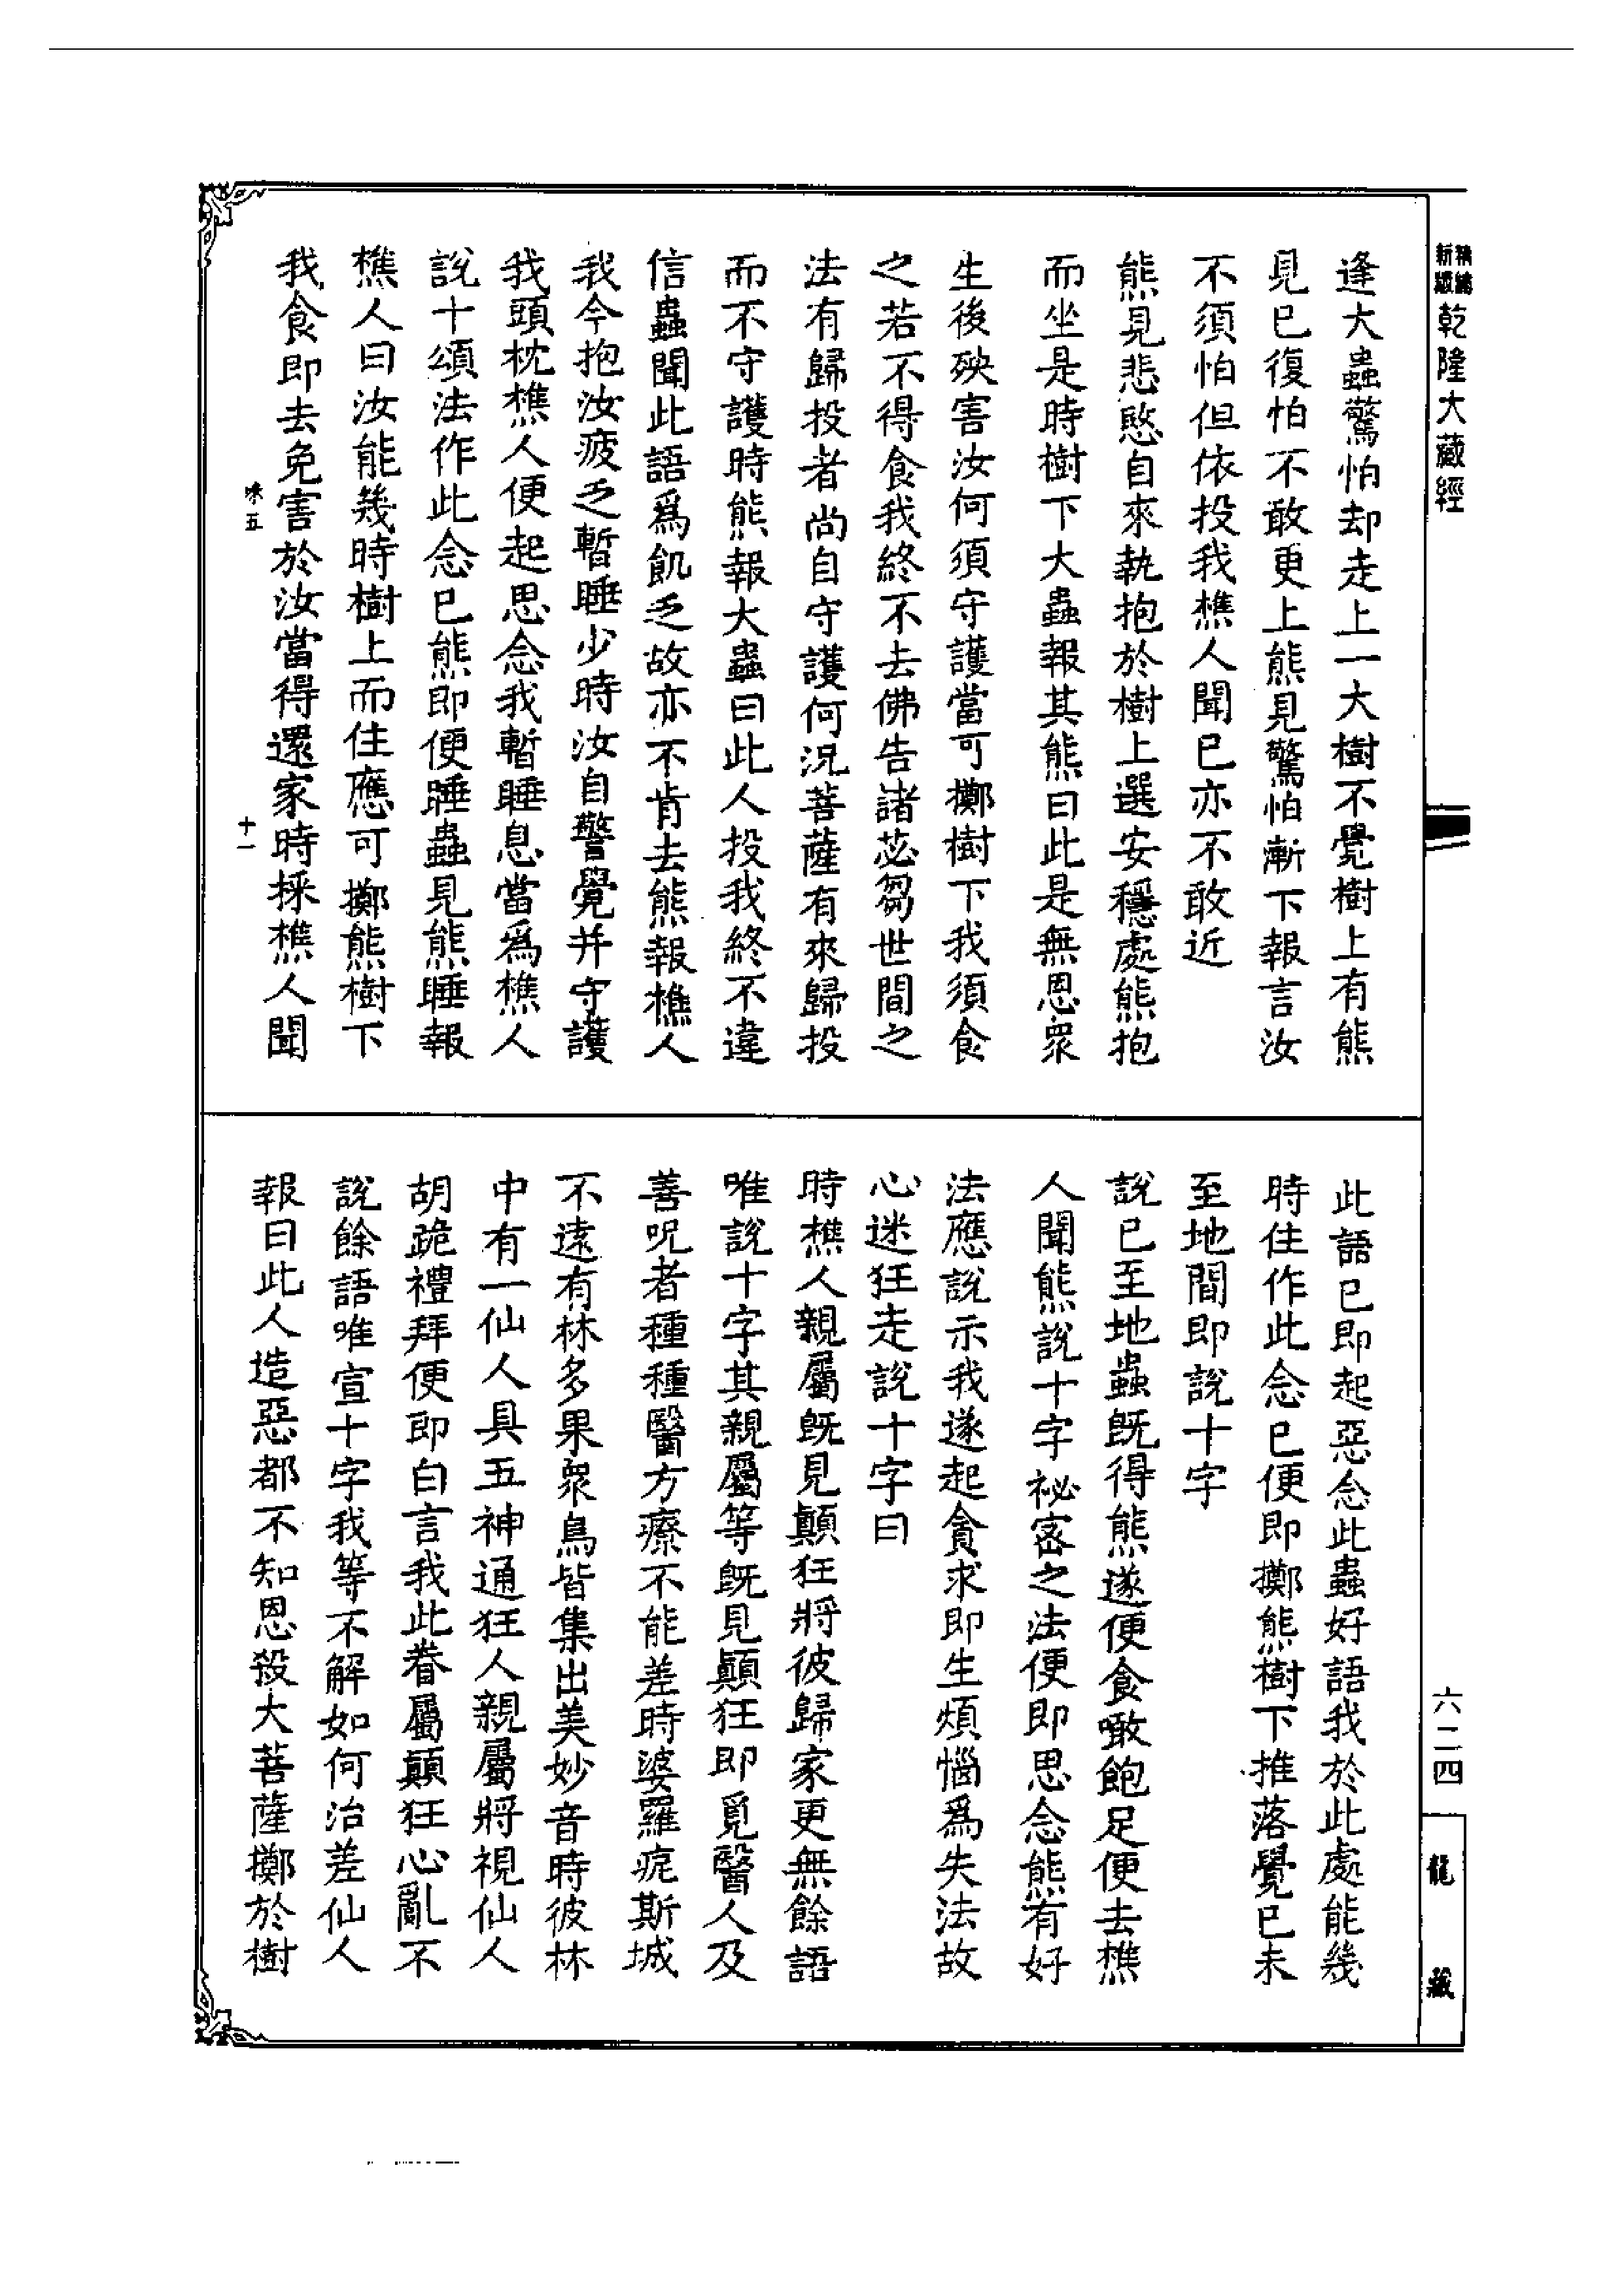 新編縮版 乾隆大藏經
逢大蟲驚怕却走上一大樹不覺樹上有熊
見已復怕不敢更上熊見驚怕漸下報言汝
不須怕但依投我樵人聞已亦不敢近
熊見悲愍自來執抱於樹上選安穩處熊抱
而坐是時樹下大蟲報其熊曰此是無恩眾
生後殃害汝何須守護當可擲樹下我須食
之若不得食我終不去佛告諸苾芻世間之
法有歸投者尚自守護何況菩薩有來歸投
而不守護時熊報大蟲曰此人投我終不違
信蟲聞此語為飢乏故亦不肯去熊報樵人
我今抱汝疲乏暫睡少時汝自警覺并守護
我頭枕樵人便起思念我暫睡息當為樵人
說十頌法作此念已熊即便睡蟲見熊睡報
樵人曰汝能幾時樹上而住應可擲熊樹下
我食即去免害於汝當得還家時採樵人聞
味五 十一
此語已即起惡念此蟲好語我於此處能幾
時住作此念已便即擲熊樹下推落覺已未
至地間即說十字
說已至地蟲既得熊遂便食噉飽足便去樵
人聞熊說十字祕密之法便即思念熊有好
法應說示我遂起貪求即生煩惱為失法故
心迷狂走說十字曰
時樵人親屬既見顛狂將彼歸家更無餘語
唯說十字其親屬等既見顛狂即覓醫人及
善呪者種種醫方療不能差時婆羅痆斯城
不遠有林多果眾鳥皆集出美妙音時彼林
中有一仙人具五神通狂人親屬將視仙人
胡跪禮拜便即白言我此眷屬顛狂心亂不
說餘語唯宣十字我等不解如何治差仙人
報曰此人造惡都不知恩殺大菩薩擲於樹
六二四
龍藏